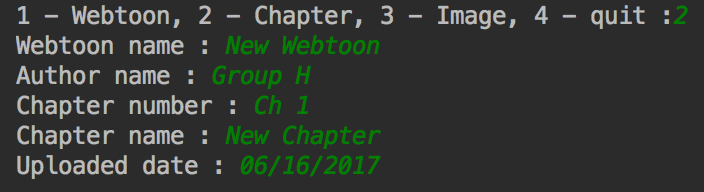 1 - Webtoon, 2 - Chapter, 3 - Image, 4 - quit :2
Webtoon name : New Webtoon
Author name : Group H
Chapter number : Ch 1
Chapter name : New Chapter
Uploaded date : 06/16/2017